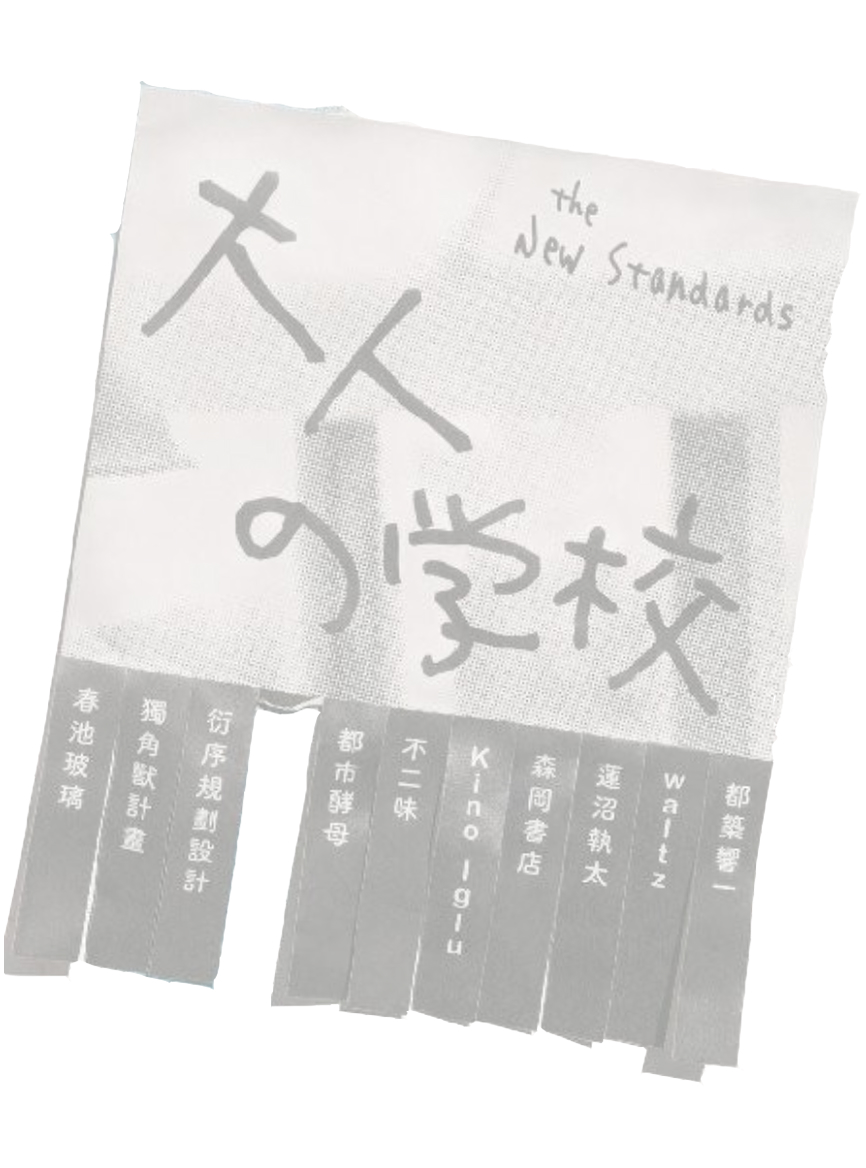 the
New Standards
大人
の学校
春池玻璃
獨角獸計畫
衍序規劃設計
都市酵母
不二味
Kino Iglu
森岡書店
蓮沼執太
waltz
都築響一